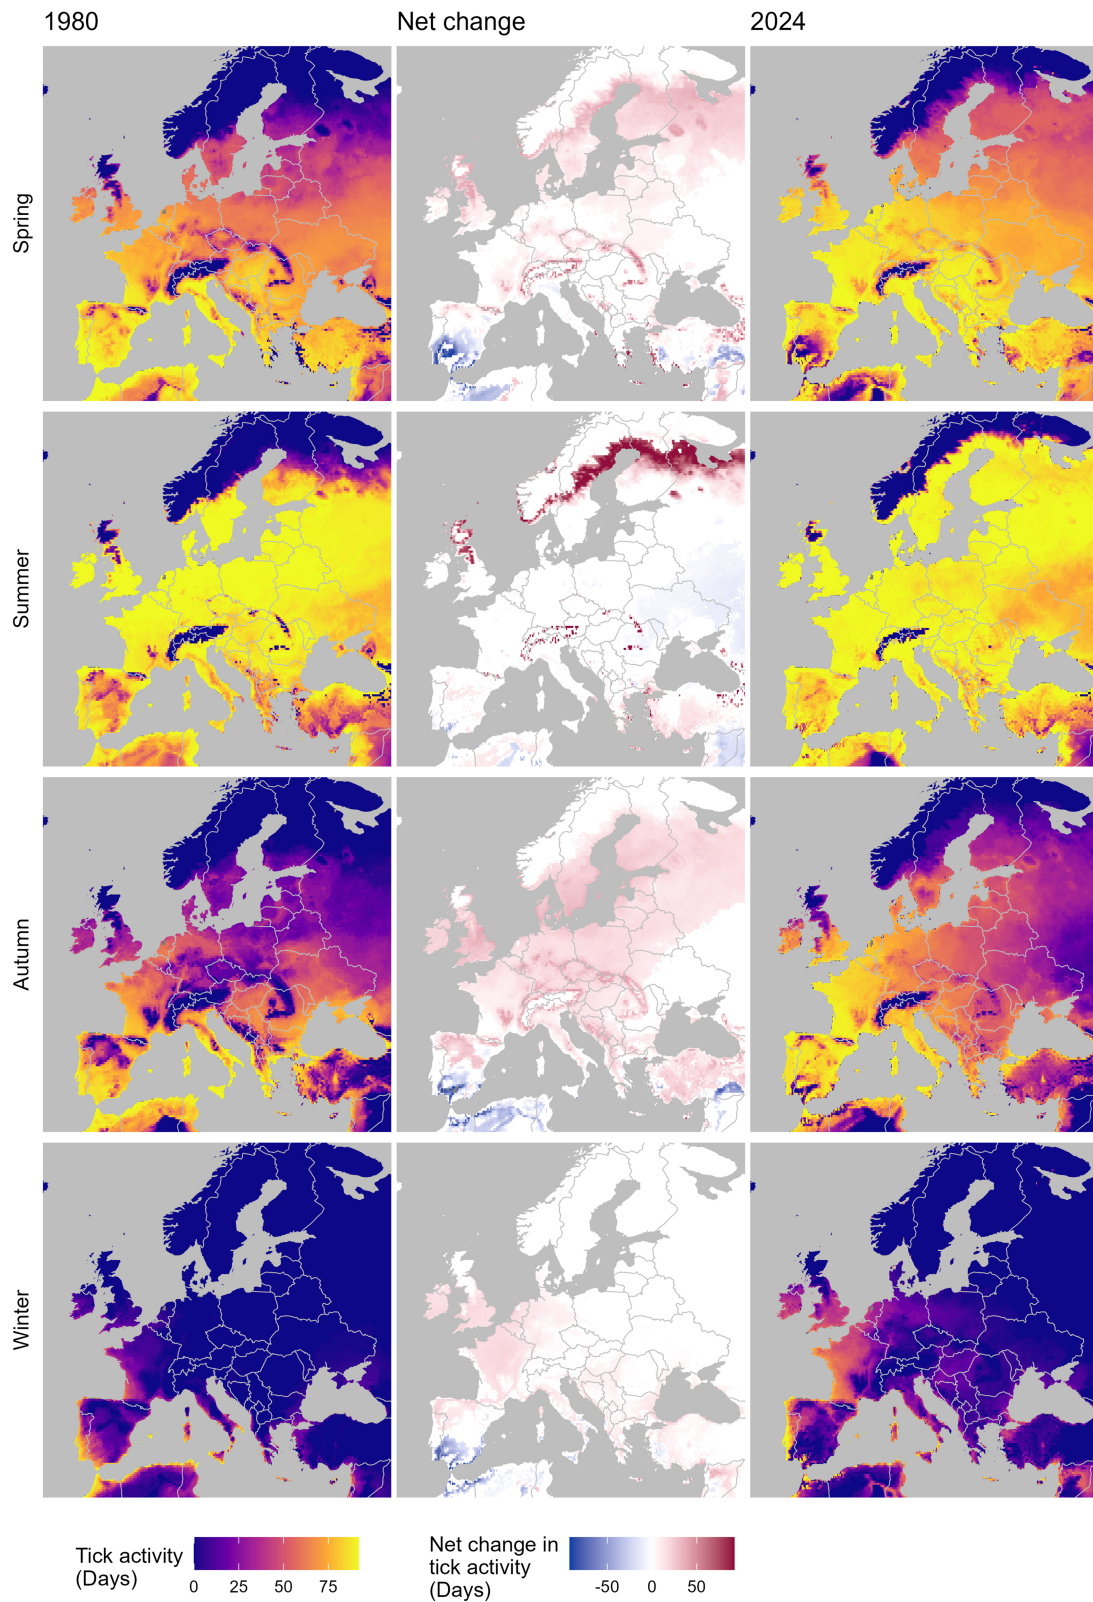 1980 Net change 2024
Spring
Summer
Autumn
Winter
Tick activity
(Days)
0 25 50 75
Net change in
tick activity
(Days)
-50 0 50